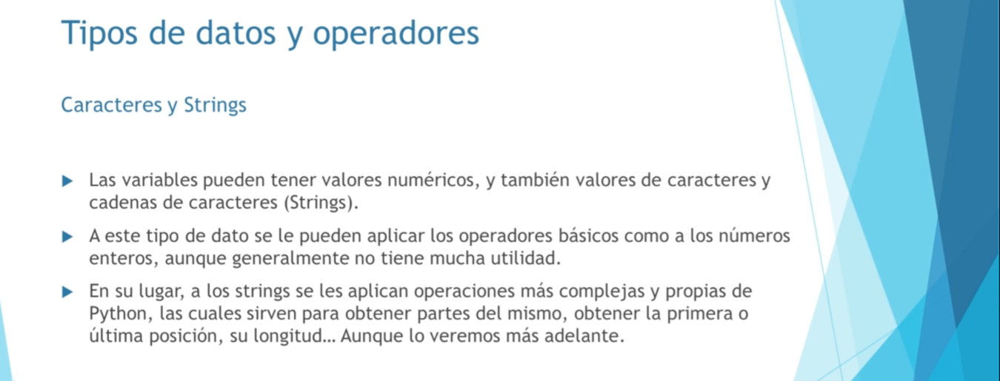 Tipos de datos y operadores
Caracteres y Strings
Las variables pueden tener valores numéricos, y también valores de caracteres y
cadenas de caracteres (Strings).
A este tipo de dato se le pueden aplicar los operadores básicos como a los números
enteros, aunque generalmente no tiene mucha utilidad.
En su lugar, a los strings se les aplican operaciones más complejas y propias de
Python, las cuales sirven para obtener partes del mismo, obtener la primera o
última posición, su longitud... Aunque lo veremos más adelante.